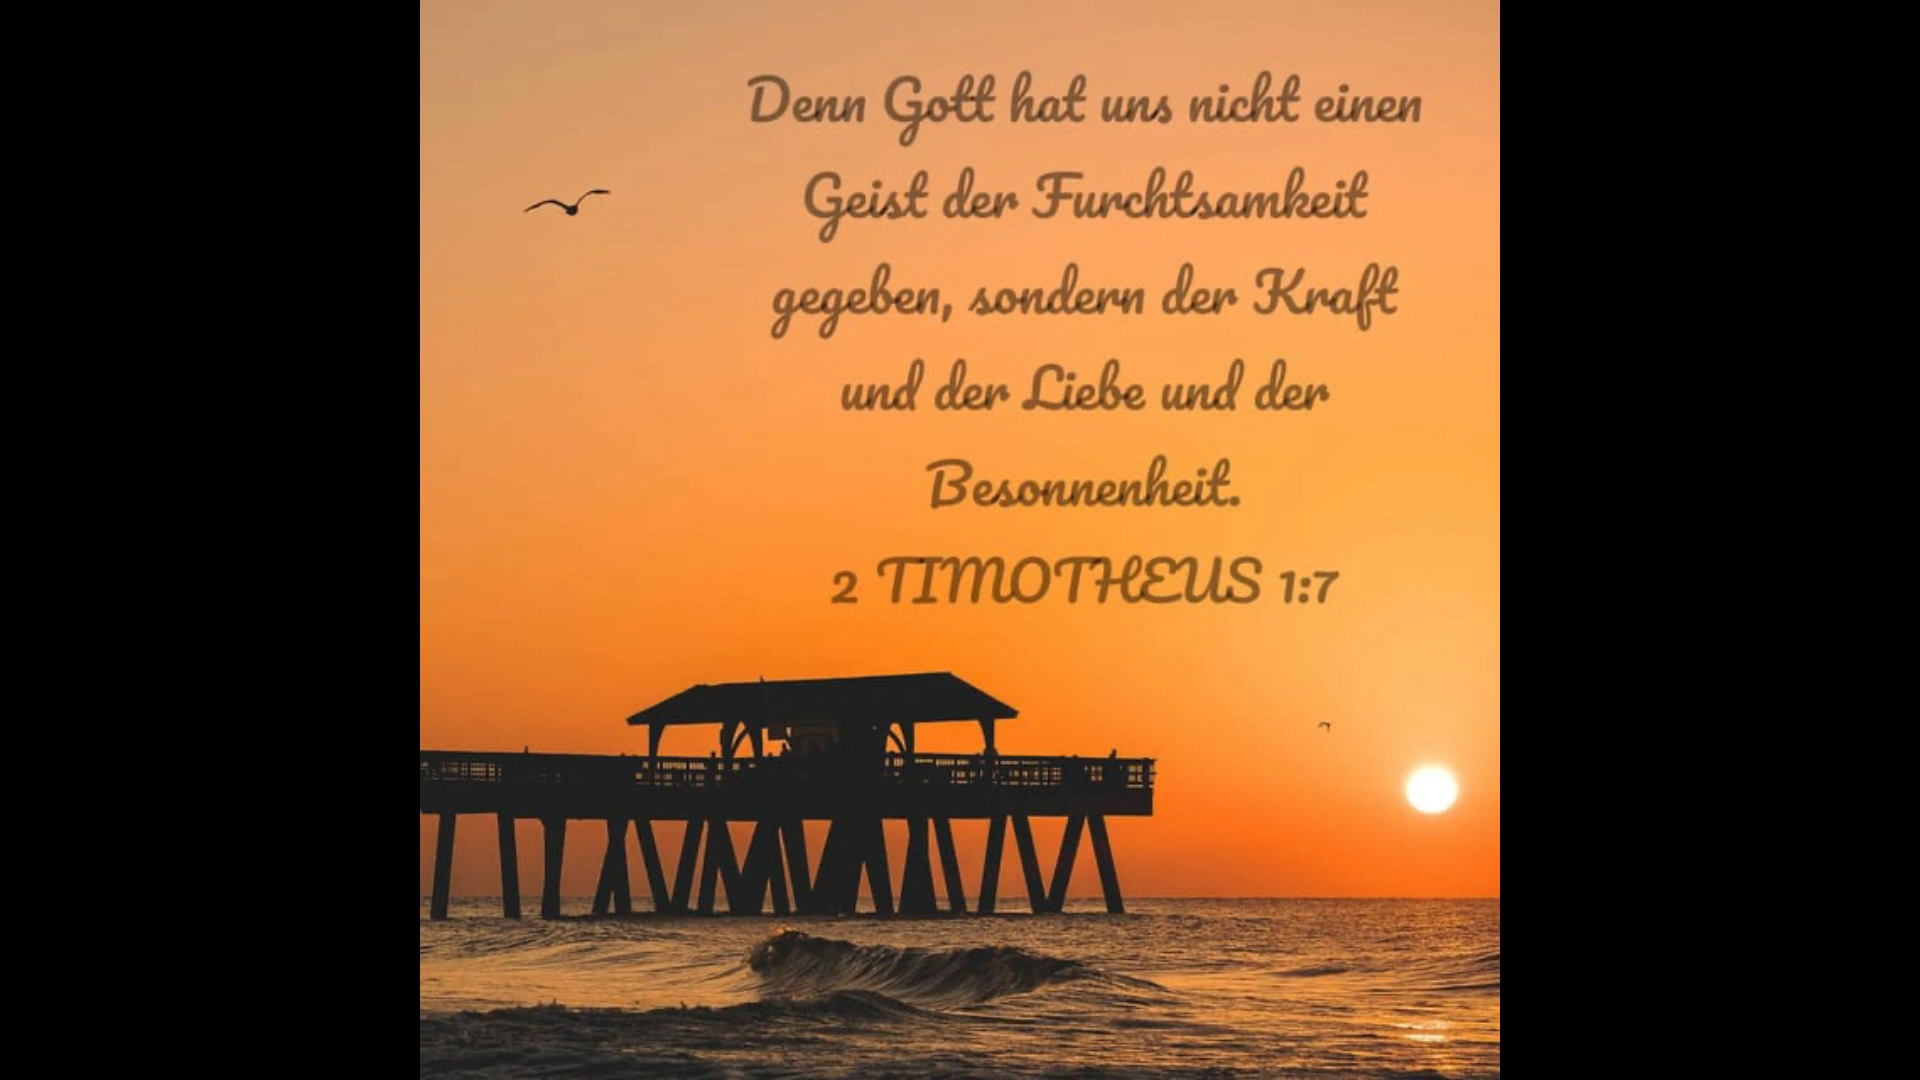 Denn Gott hat uns nicht einen
Geist der Furchtsamkeit
gegeben, sondern der Kraft
und der Liebe und der
Besonnenheit.
2 TIMOTHEUS 1:7